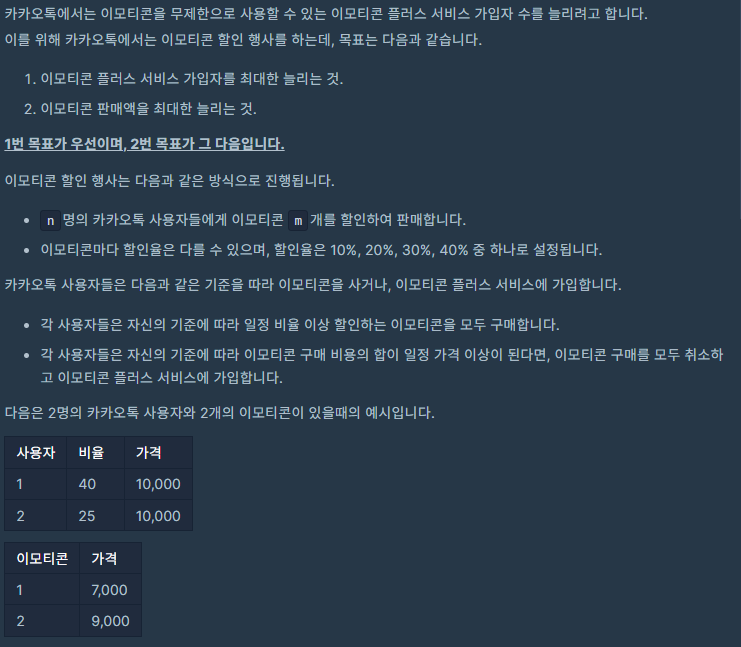 카카오톡에서는 이모티콘을 무제한으로 사용할 수 있는 이모티콘 플러스 서비스 가입자 수를 늘리려고 합니다.
이를 위해 카카오톡에서는 이모티콘 할인 행사를 하는데, 목표는 다음과 같습니다.
1. 이모티콘 플러스 서비스 가입자를 최대한 늘리는 것.
2. 이모티콘 판매액을 최대한 늘리는 것.
1번 목표가 우선이며, 2번 목표가 그 다음입니다.
이모티콘 할인 행사는 다음과 같은 방식으로 진행됩니다.
• n 명의 카카오톡 사용자들에게 이모티콘 m 개를 할인하여 판매합니다.
• 이모티콘마다 할인율은 다를 수 있으며, 할인율은 10%, 20%, 30%, 40% 중 하나로 설정됩니다.
카카오톡 사용자들은 다음과 같은 기준을 따라 이모티콘을 사거나, 이모티콘 플러스 서비스에 가입합니다.
• 각 사용자들은 자신의 기준에 따라 일정 비율 이상 할인하는 이모티콘을 모두 구매합니다.
• 각 사용자들은 자신의 기준에 따라 이모티콘 구매 비용의 합이 일정 가격 이상이 된다면, 이모티콘 구매를 모두 취소하
고 이모티콘 플러스 서비스에 가입합니다.
다음은 2명의 카카오톡 사용자와 2개의 이모티콘이 있을때의 예시입니다.
사용자 비율 가격
1 40 10,000
2 25 10,000
이모티콘 가격
1 7,000
2 9,000